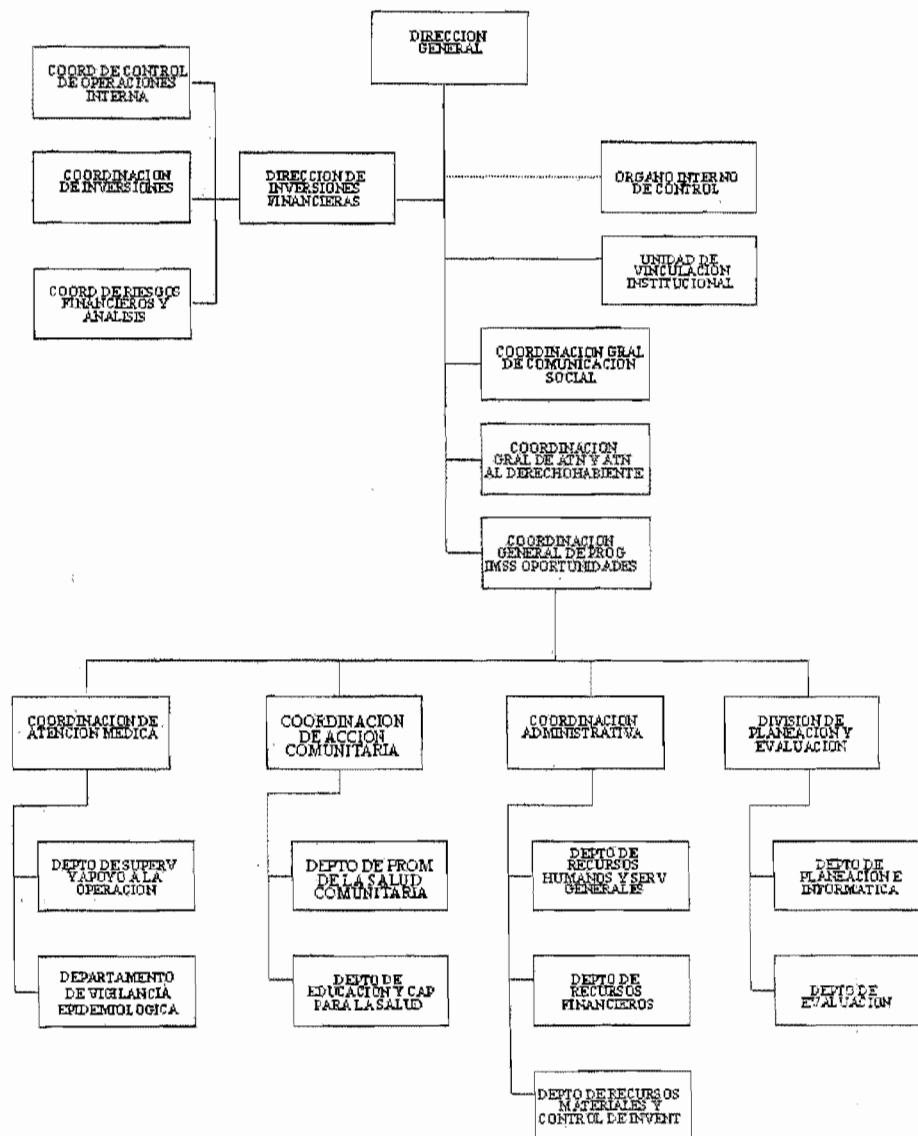 DIRECCION
GENERAL
COORD DE CONTROL
DE OPERACIONES
INTERNA
COORDINACION
DE INVERSIONES
DIRECCION DE
INVERSIONES
FINANCIERAS
ORGANO INTERNO
DE CONTROL
UNIDAD DE
VINCULACION
INSTITUCIONAL
COORD DE RIESGOS
FINANCIEROS Y
ANALISIS
COORDINACION GRAL
DE COMUNICACION
SOCIAL
COORDINACION
GRAL DE ATN Y ATN
AL DERECHOHABIENTE
COORDINACION
GENERAL DE PROG
IMSS OPORTUNIDADES
COORDINACION DE
ATENCION MEDICA
COORDINACION
DE ACCION
COMUNITARIA
COORDINACION
ADMINISTRATIVA
DIVISION DE
PLANEACION Y
EVALUACION
DEPTO DE SUPERV
Y APOYO A LA
OPERACION
DEPTO DE PROM
DE LA SALUD
COMUNITARIA
DEPTO DE
RECURSOS
HUMANOS Y SERV
GENERALES
DEPTO DE
PLANEACION E
INFORMATICA
DEPARTAMENTO
DE VIGILANCIA
EPIDEMIOLOGICA
DEPTO DE
EDUCACION Y CAP
PARA LA SALUD
DEPTO DE
RECURSOS
FINANCIEROS
DEPTO DE
EVALUACION
DEPTO DE RECURSOS
MATERIALES Y
CONTROL DE INVENT